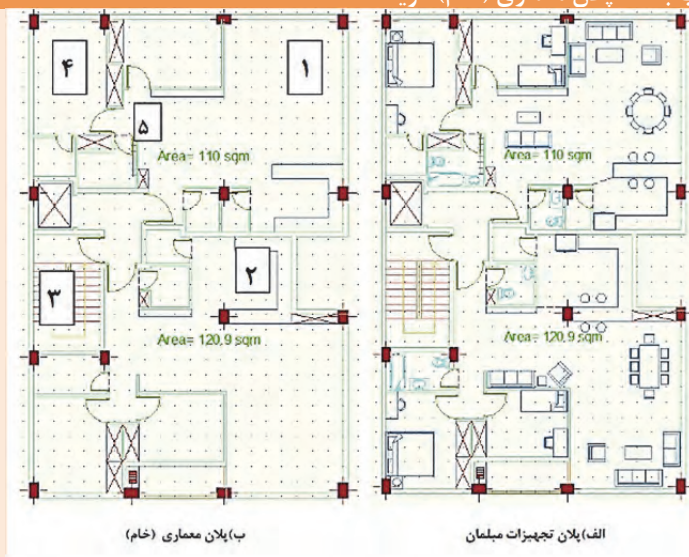 ۴
۱
۵
Area= 110 sqm
Area= 110 sqm
۲
۳
Area= 120.9 sqm
Area= 120.9 sqm
الف)پلان تجهیزات مبلمان
ب)پلان معماری (خام)